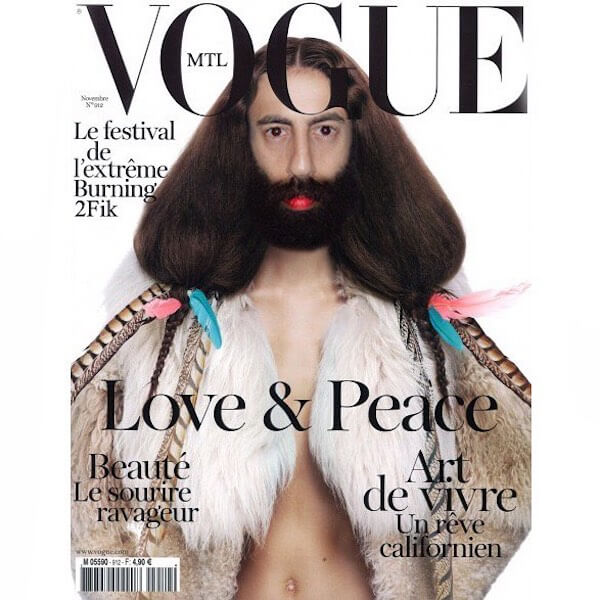 VOGUE
MTL
Novembre
N° 912
Le festival
de
l'extrême
Burning
2Fik
Love & Peace
Beauté
Le sourire
ravageur
Art
de vivre
Un rêve
californien
www.vogue.com
M 05590 - 912 - F: 4,90 €